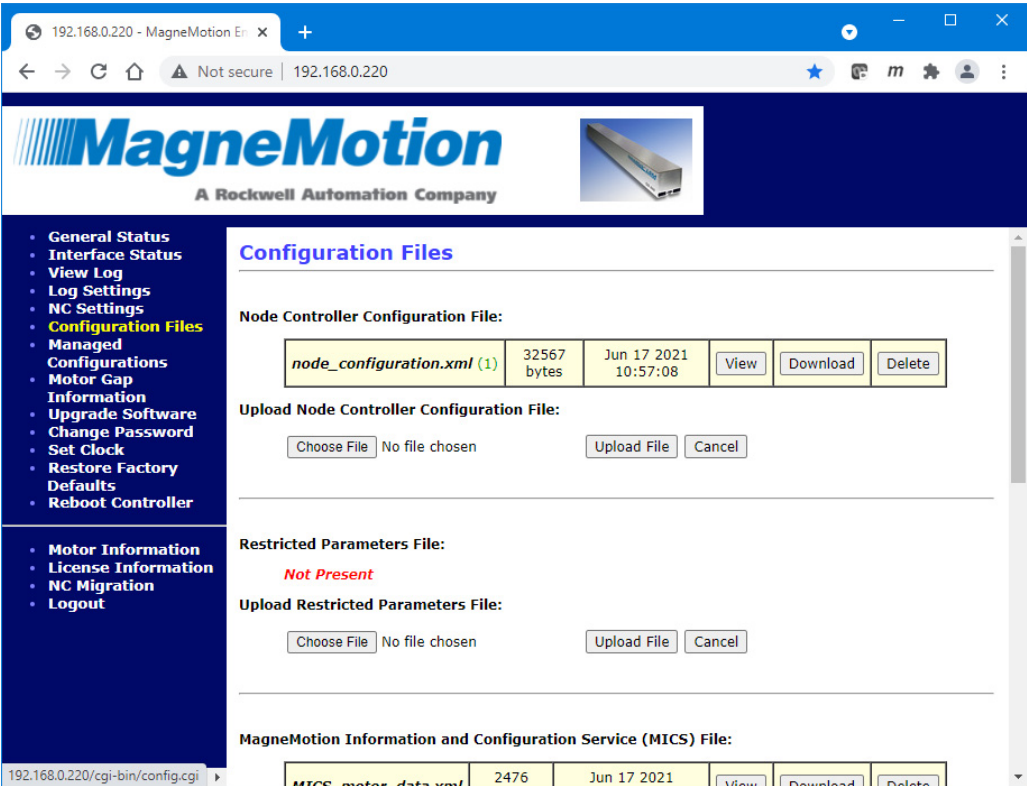 192.168.0.220 - MagneMotion En
Not secure | 192.168.0.220
m
MagneMotion
A Rockwell Automation Company
General Status
Interface Status
View Log
Log Settings
NC Settings
Configuration Files
Managed
Configurations
Motor Gap
Information
Upgrade Software
Change Password
Set Clock
Restore Factory
Defaults
Reboot Controller
Motor Information
License Information
NC Migration
Logout
Configuration Files
Node Controller Configuration File:
node_configuration.xml (1) 32567 bytes Jun 17 2021 10:57:08 View Download Delete
Upload Node Controller Configuration File:
Choose File No file chosen Upload File Cancel
Restricted Parameters File:
Not Present
Upload Restricted Parameters File:
Choose File No file chosen Upload File Cancel
MagneMotion Information and Configuration Service (MICS) File:
MICS_motor_data.xml 2476 Jun 17 2021 View Download Delete
192.168.0.220/cgi-bin/config.cgi